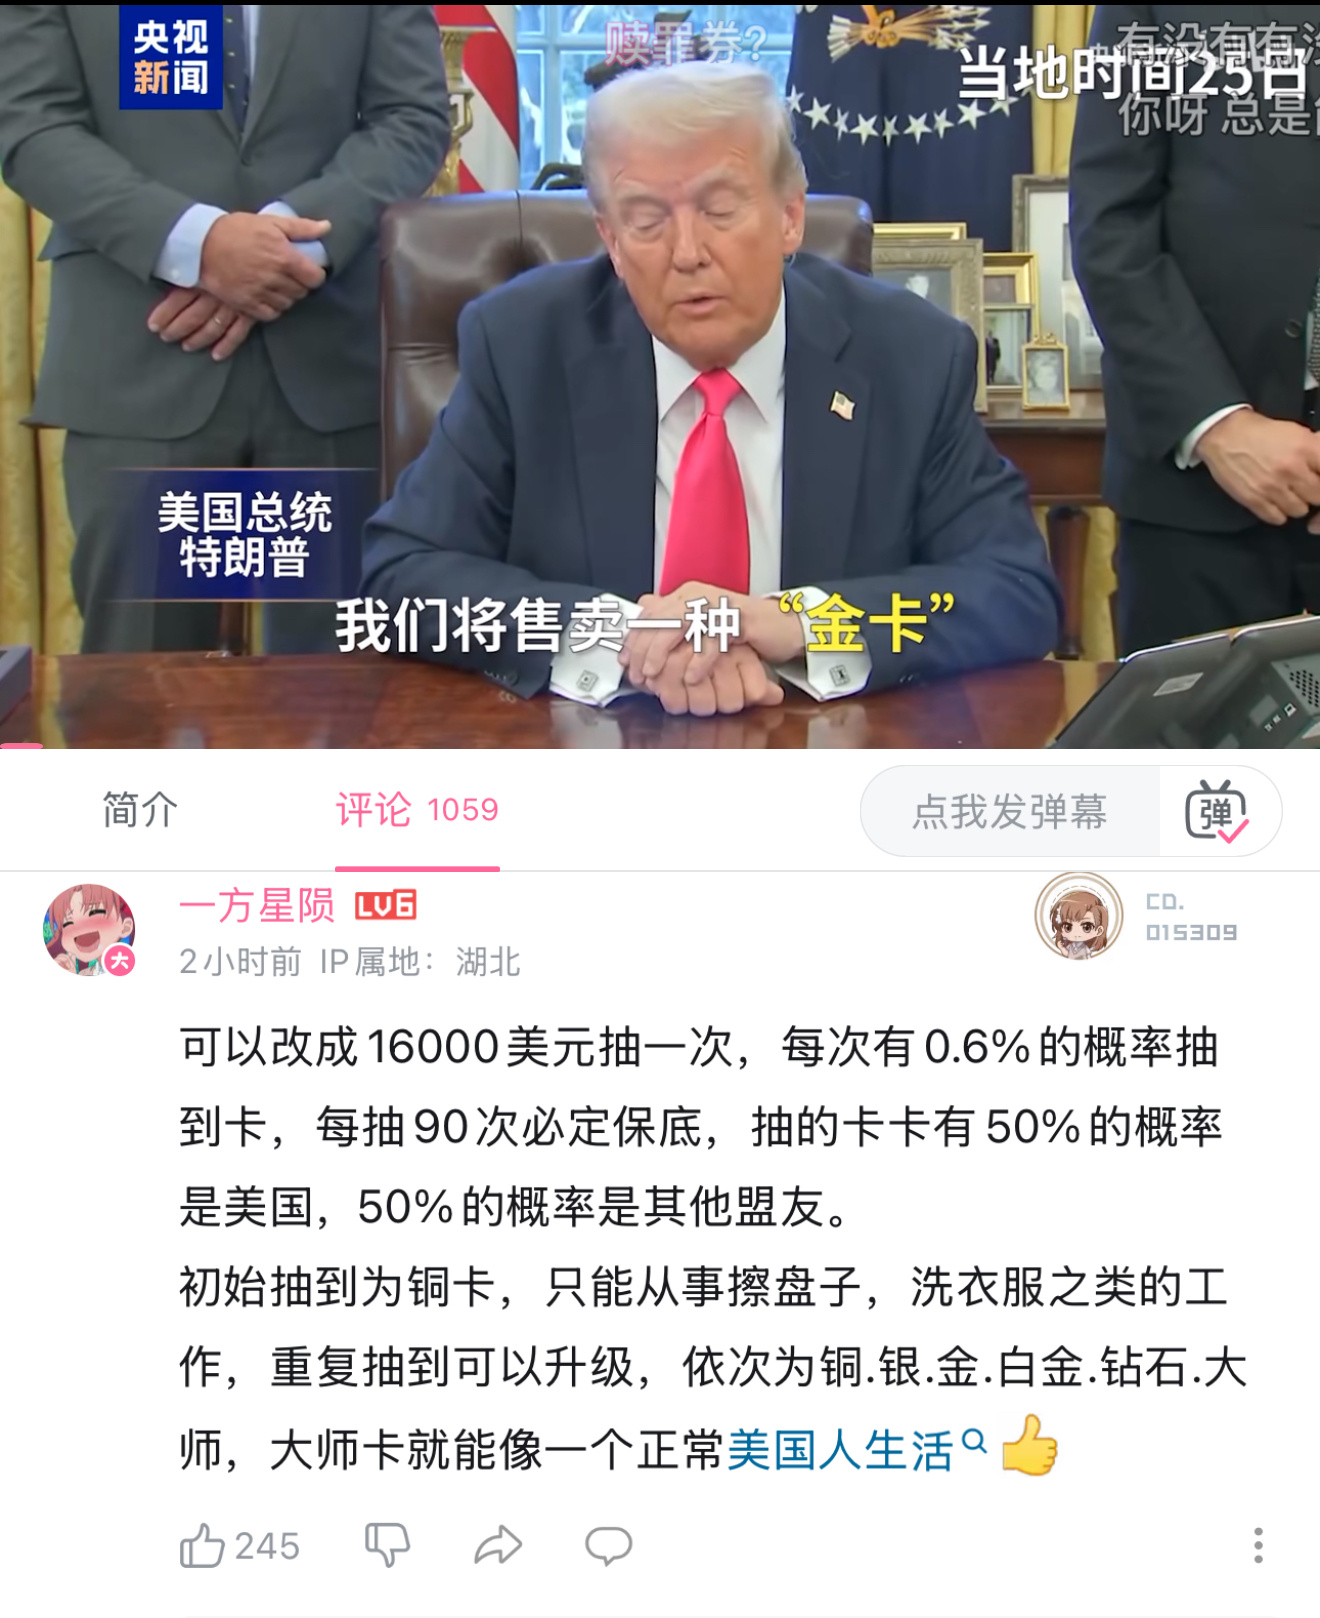 央视
新闻
赎罪券?
有没有有没
当地时间25日
你呀 总是能
美国总统
特朗普
我们将售卖一种“金卡”
简介
评论 1059
点我发弹幕
弹
一方星陨 LV6
CD.
015309
2小时前 IP属地：湖北
可以改成16000美元抽一次，每次有0.6%的概率抽
到卡，每抽90次必定保底，抽的卡卡有50%的概率
是美国，50%的概率是其他盟友。
初始抽到为铜卡，只能从事擦盘子，洗衣服之类的工
作，重复抽到可以升级，依次为铜.银.金.白金.钻石.大
师，大师卡就能像一个正常美国人生活
245